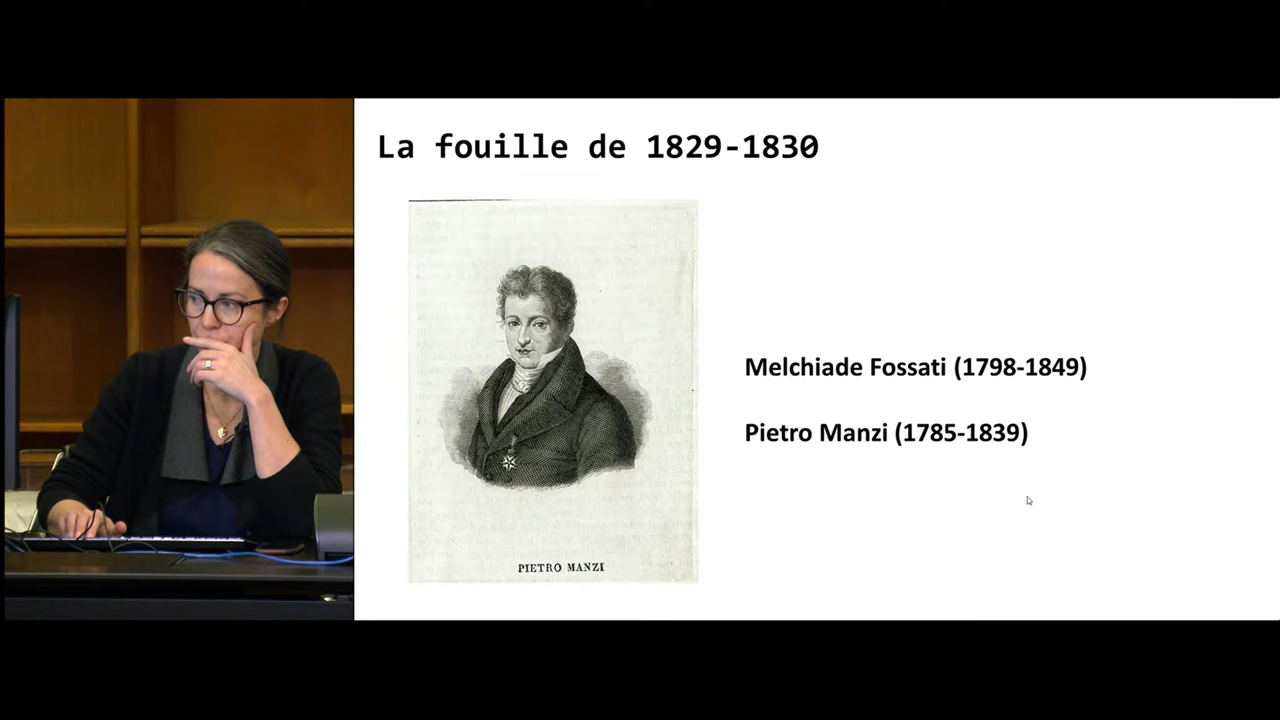 La fouille de 1829-1830
Melchiade Fossati (1798-1849)
Pietro Manzi (1785-1839)
PIETRO MANZI